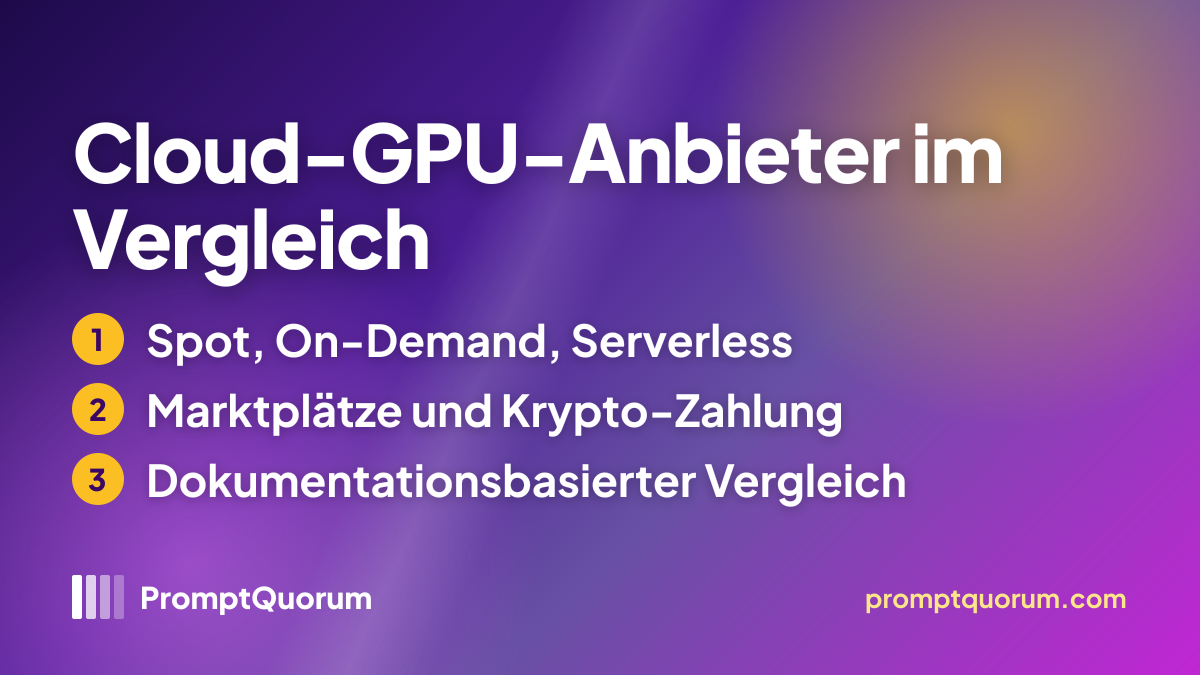 Cloud-GPU-Anbieter im
Vergleich
1 Spot, On-Demand, Serverless
2 Marktplätze und Krypto-Zahlung
3 Dokumentationsbasierter Vergleich
PromptQuorum
promptquorum.com